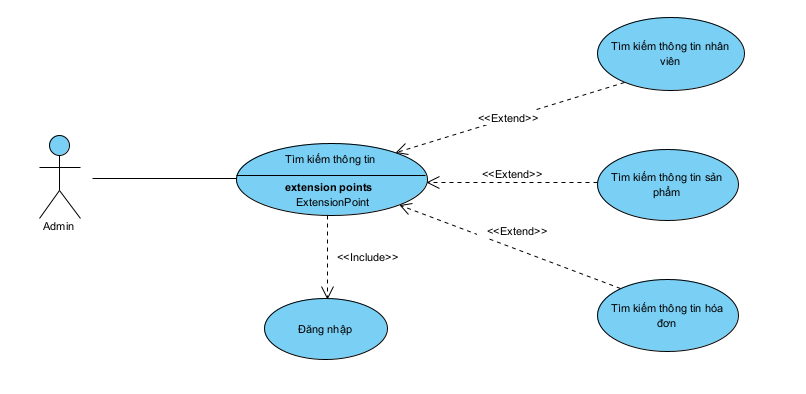 Tìm kiếm thông tin nhân
viên
<<Extend>>
Tìm kiếm thông tin
extension points
ExtensionPoint
<<Extend>>
Tìm kiếm thông tin sản
phẩm
Admin
<<Extend>>
<<Include>>
Tìm kiếm thông tin hóa
đơn
Đăng nhập